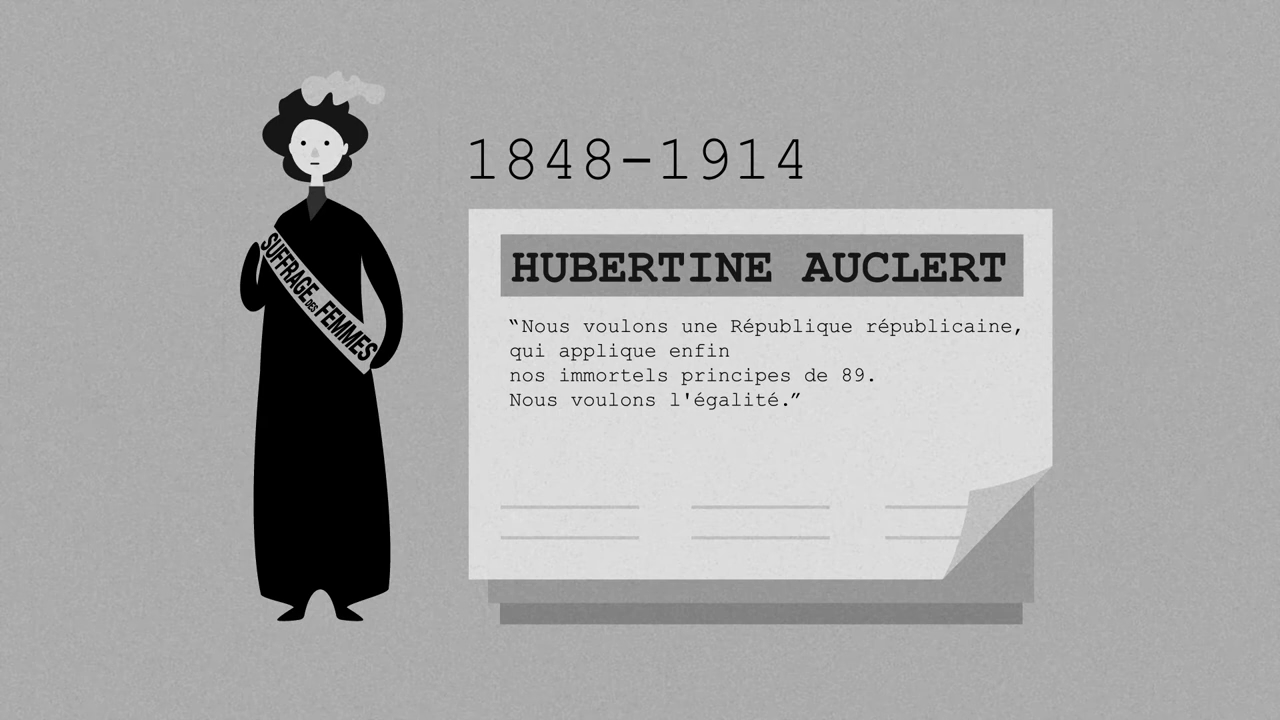 SUFFRAGE DES FEMMES
1848-1914
HUBERTINE AUCLERT
“Nous voulons une République républicaine,
qui applique enfin
nos immortels principes de 89.
Nous voulons l'égalité.”